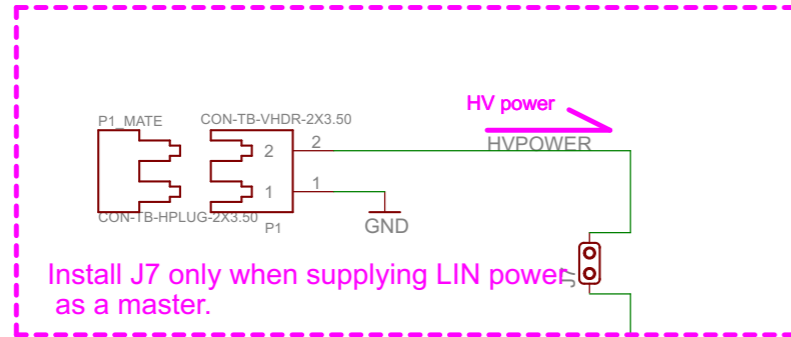 HV power
P1_MATE
CON-TB-VHDR-2X3.50
HVPOWER
2
2
1
1
CON-TB-HPLUG-2X3.50
P1
GND
J7
Install J7 only when supplying LIN power
as a master.